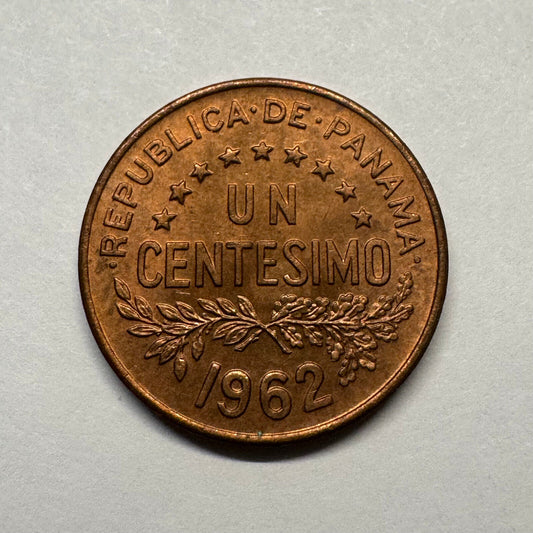 ·REPUBLICA·DE·PANAMA·
UN
CENTESIMO
1962